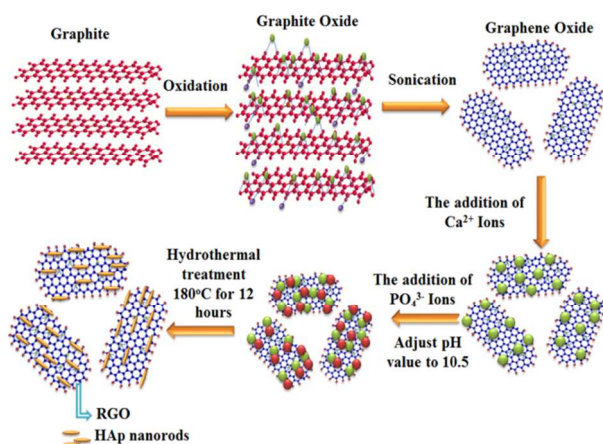 Graphite
Oxidation
Graphite Oxide
Sonication
Graphene Oxide
The addition of
Ca²⁺ Ions
The addition of
PO₄³⁻ Ions
Adjust pH
value to 10.5
Hydrothermal
treatment
180°C for 12
hours
RGO
HAp nanorods